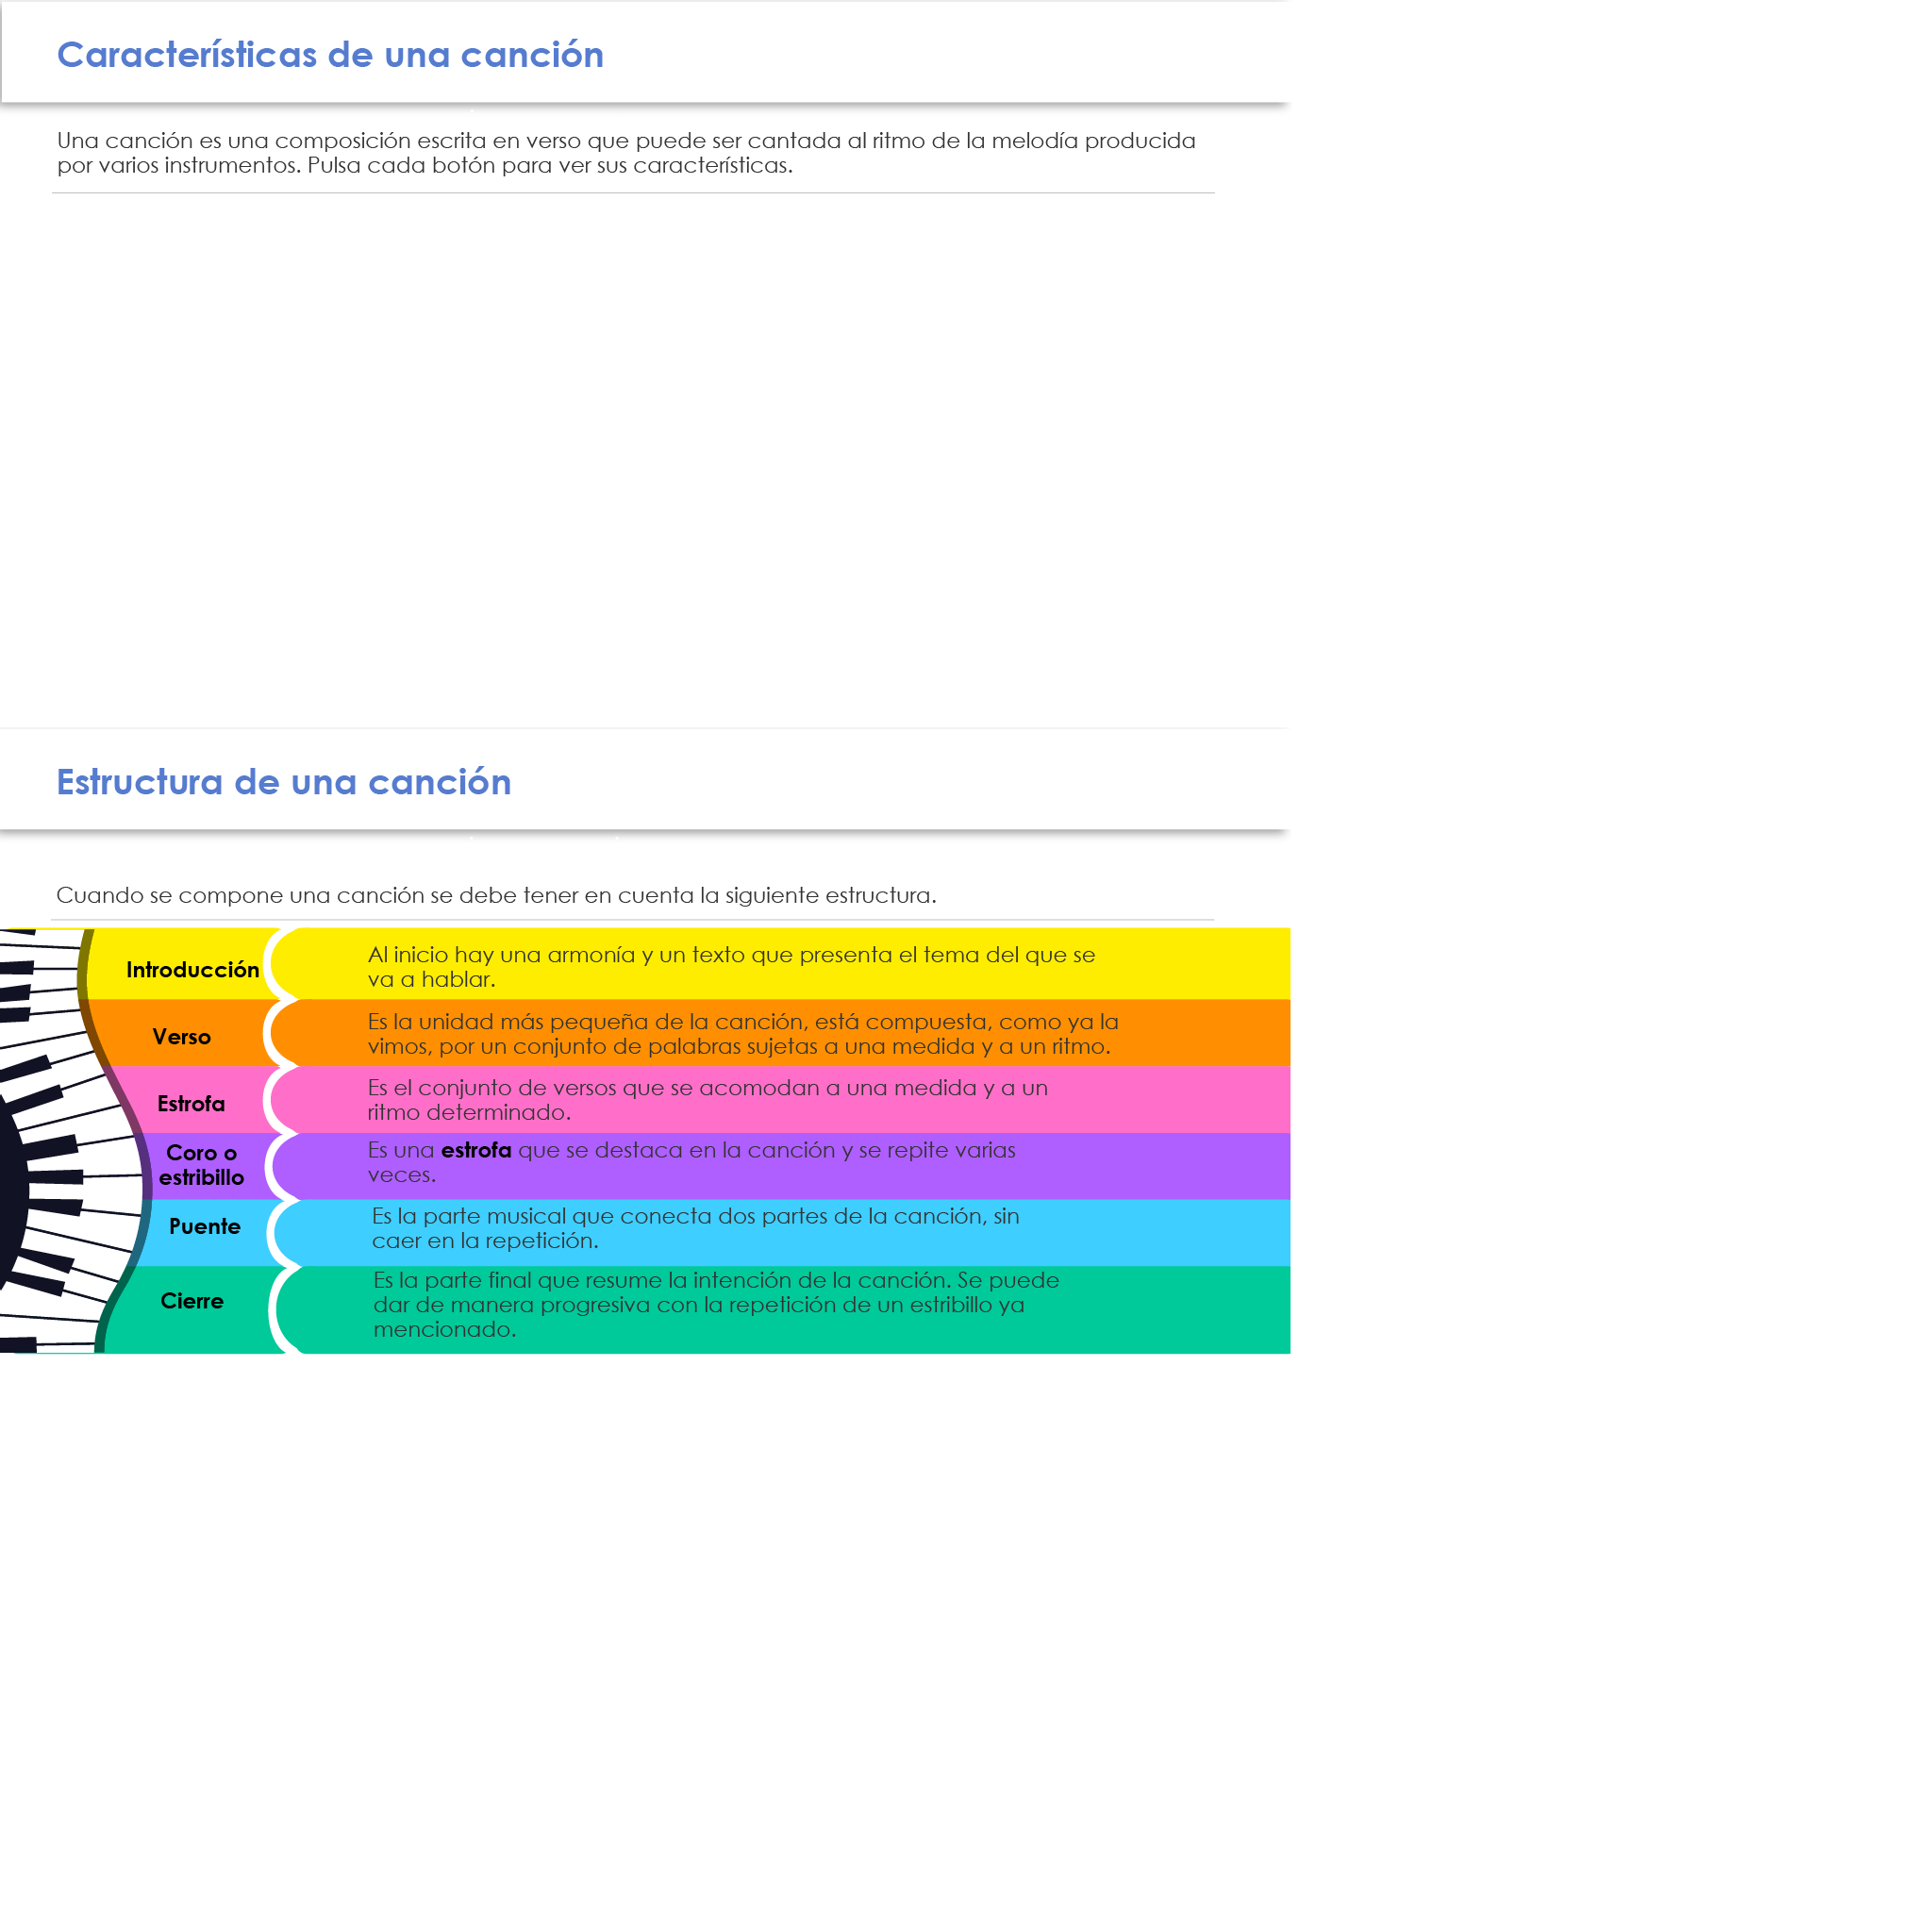 Características de una canción
Una canción es una composición escrita en verso que puede ser cantada al ritmo de la melodía producida
por varios instrumentos. Pulsa cada botón para ver sus características.
Estructura de una canción
Cuando se compone una canción se debe tener en cuenta la siguiente estructura.
Introducción
Al inicio hay una armonía y un texto que presenta el tema del que se
va a hablar.
Verso
Es la unidad más pequeña de la canción, está compuesta, como ya la
vimos, por un conjunto de palabras sujetas a una medida y a un ritmo.
Estrofa
Es el conjunto de versos que se acomodan a una medida y a un
ritmo determinado.
Coro o
estribillo
Es una estrofa que se destaca en la canción y se repite varias
veces.
Puente
Es la parte musical que conecta dos partes de la canción, sin
caer en la repetición.
Cierre
Es la parte final que resume la intención de la canción. Se puede
dar de manera progresiva con la repetición de un estribillo ya
mencionado.